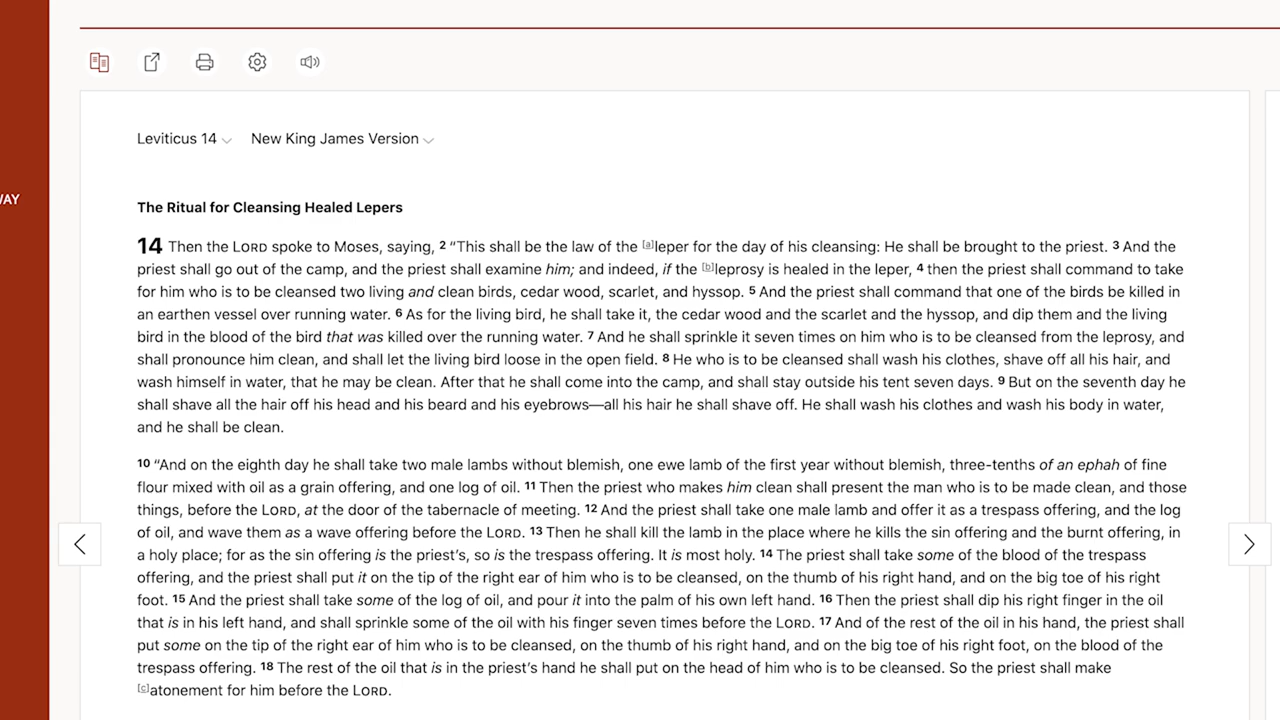 WAY
Leviticus 14 New King James Version
The Ritual for Cleansing Healed Lepers
14 Then the LORD spoke to Moses, saying, 2 “This shall be the law of the [a]leper for the day of his cleansing: He shall be brought to the priest. 3 And the
priest shall go out of the camp, and the priest shall examine him; and indeed, if the [b]leprosy is healed in the leper, 4 then the priest shall command to take
for him who is to be cleansed two living and clean birds, cedar wood, scarlet, and hyssop. 5 And the priest shall command that one of the birds be killed in
an earthen vessel over running water. 6 As for the living bird, he shall take it, the cedar wood and the scarlet and the hyssop, and dip them and the living
bird in the blood of the bird that was killed over the running water. 7 And he shall sprinkle it seven times on him who is to be cleansed from the leprosy, and
shall pronounce him clean, and shall let the living bird loose in the open field. 8 He who is to be cleansed shall wash his clothes, shave off all his hair, and
wash himself in water, that he may be clean. After that he shall come into the camp, and shall stay outside his tent seven days. 9 But on the seventh day he
shall shave all the hair off his head and his beard and his eyebrows—all his hair he shall shave off. He shall wash his clothes and wash his body in water,
and he shall be clean.
10 “And on the eighth day he shall take two male lambs without blemish, one ewe lamb of the first year without blemish, three-tenths of an ephah of fine
flour mixed with oil as a grain offering, and one log of oil. 11 Then the priest who makes him clean shall present the man who is to be made clean, and those
things, before the LORD, at the door of the tabernacle of meeting. 12 And the priest shall take one male lamb and offer it as a trespass offering, and the log
of oil, and wave them as a wave offering before the LORD. 13 Then he shall kill the lamb in the place where he kills the sin offering and the burnt offering, in
a holy place; for as the sin offering is the priest’s, so is the trespass offering. It is most holy. 14 The priest shall take some of the blood of the trespass
offering, and the priest shall put it on the tip of the right ear of him who is to be cleansed, on the thumb of his right hand, and on the big toe of his right
foot. 15 And the priest shall take some of the log of oil, and pour it into the palm of his own left hand. 16 Then the priest shall dip his right finger in the oil
that is in his left hand, and shall sprinkle some of the oil with his finger seven times before the LORD. 17 And of the rest of the oil in his hand, the priest shall
put some on the tip of the right ear of him who is to be cleansed, on the thumb of his right hand, and on the big toe of his right foot, on the blood of the
trespass offering. 18 The rest of the oil that is in the priest’s hand he shall put on the head of him who is to be cleansed. So the priest shall make
[c]atonement for him before the LORD.